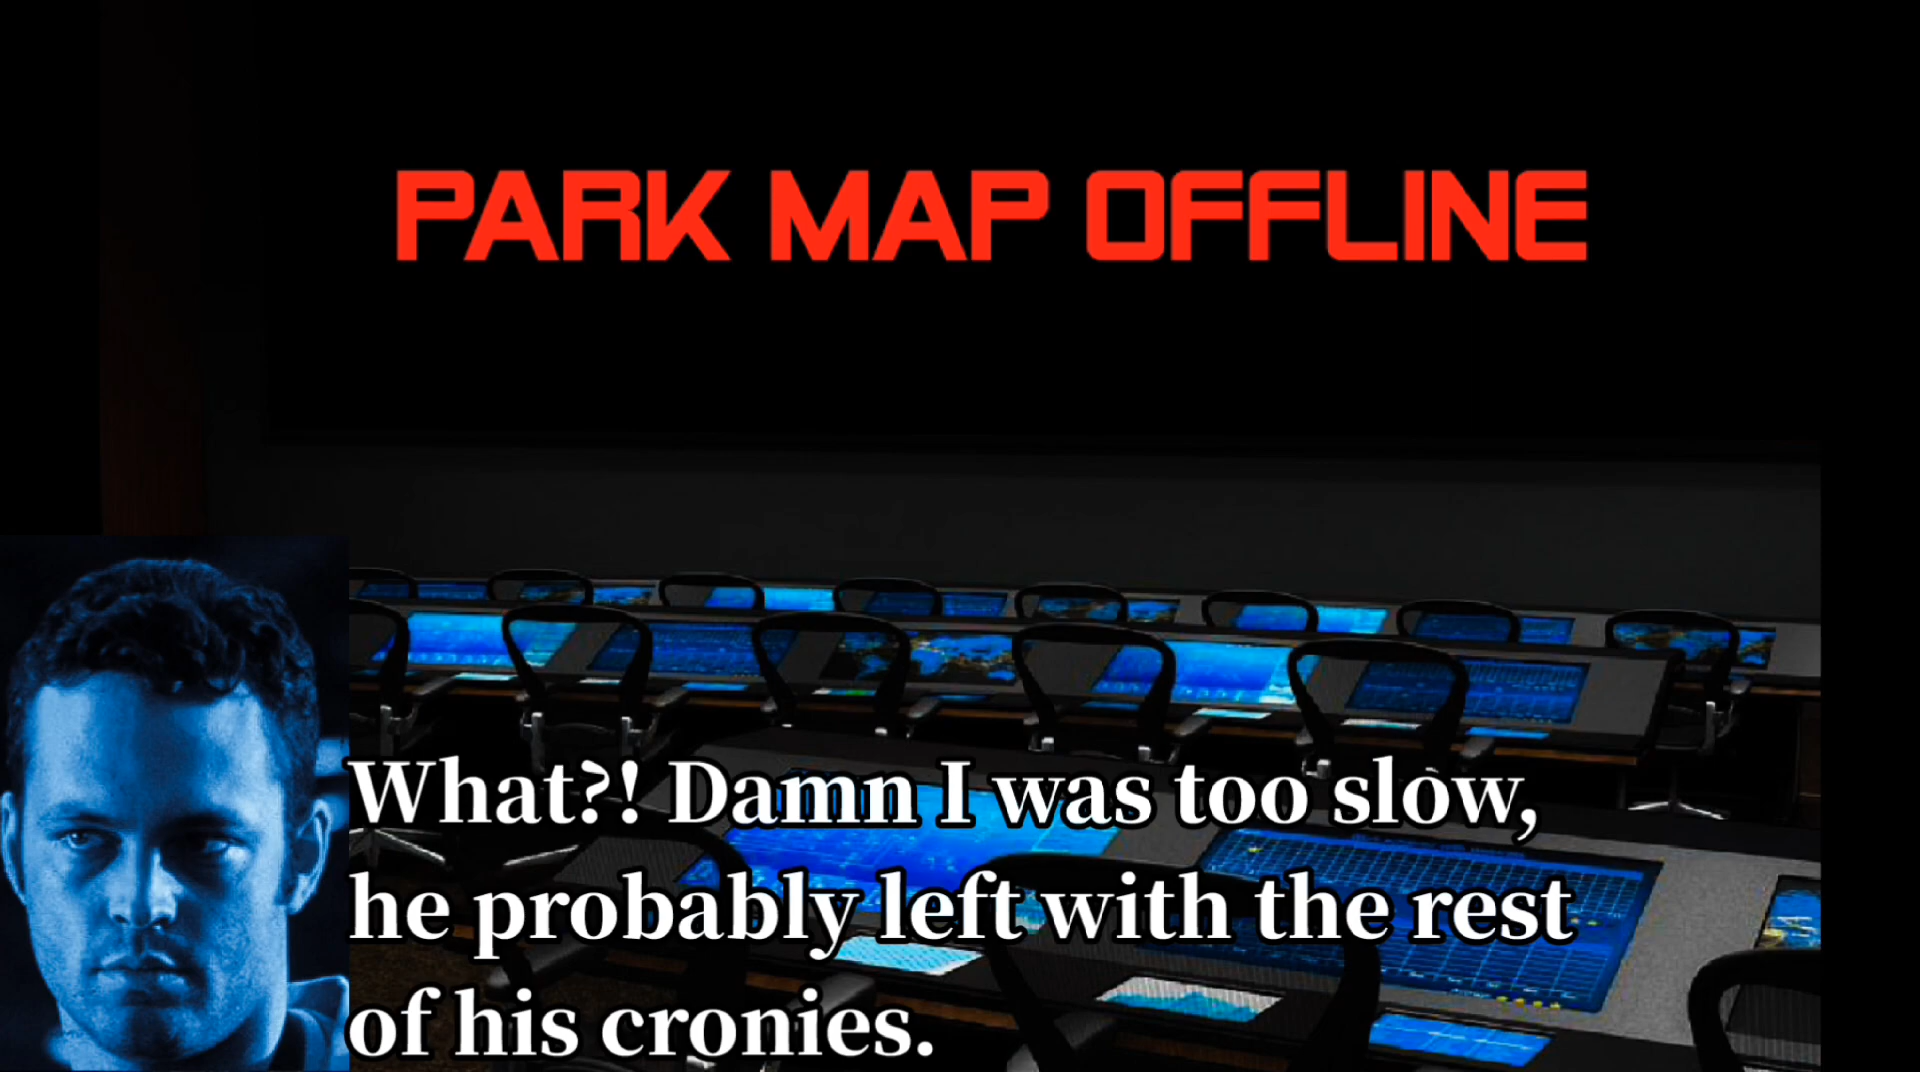 PARK MAP OFFLINE
What?! Damn I was too slow,
he probably left with the rest
of his cronies.